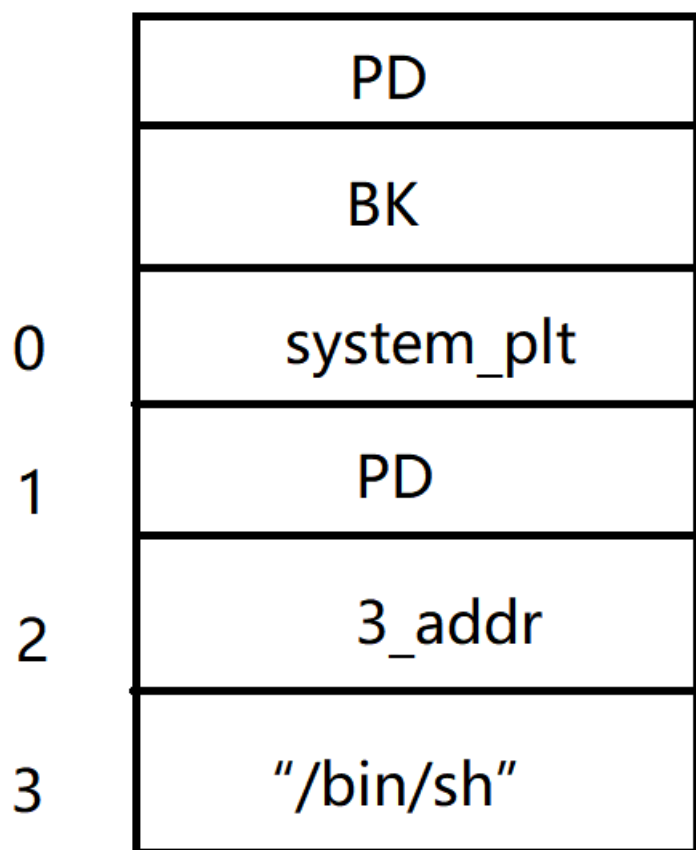 PD
BK
0 system_plt
1 PD
2 3_addr
3 “/bin/sh”